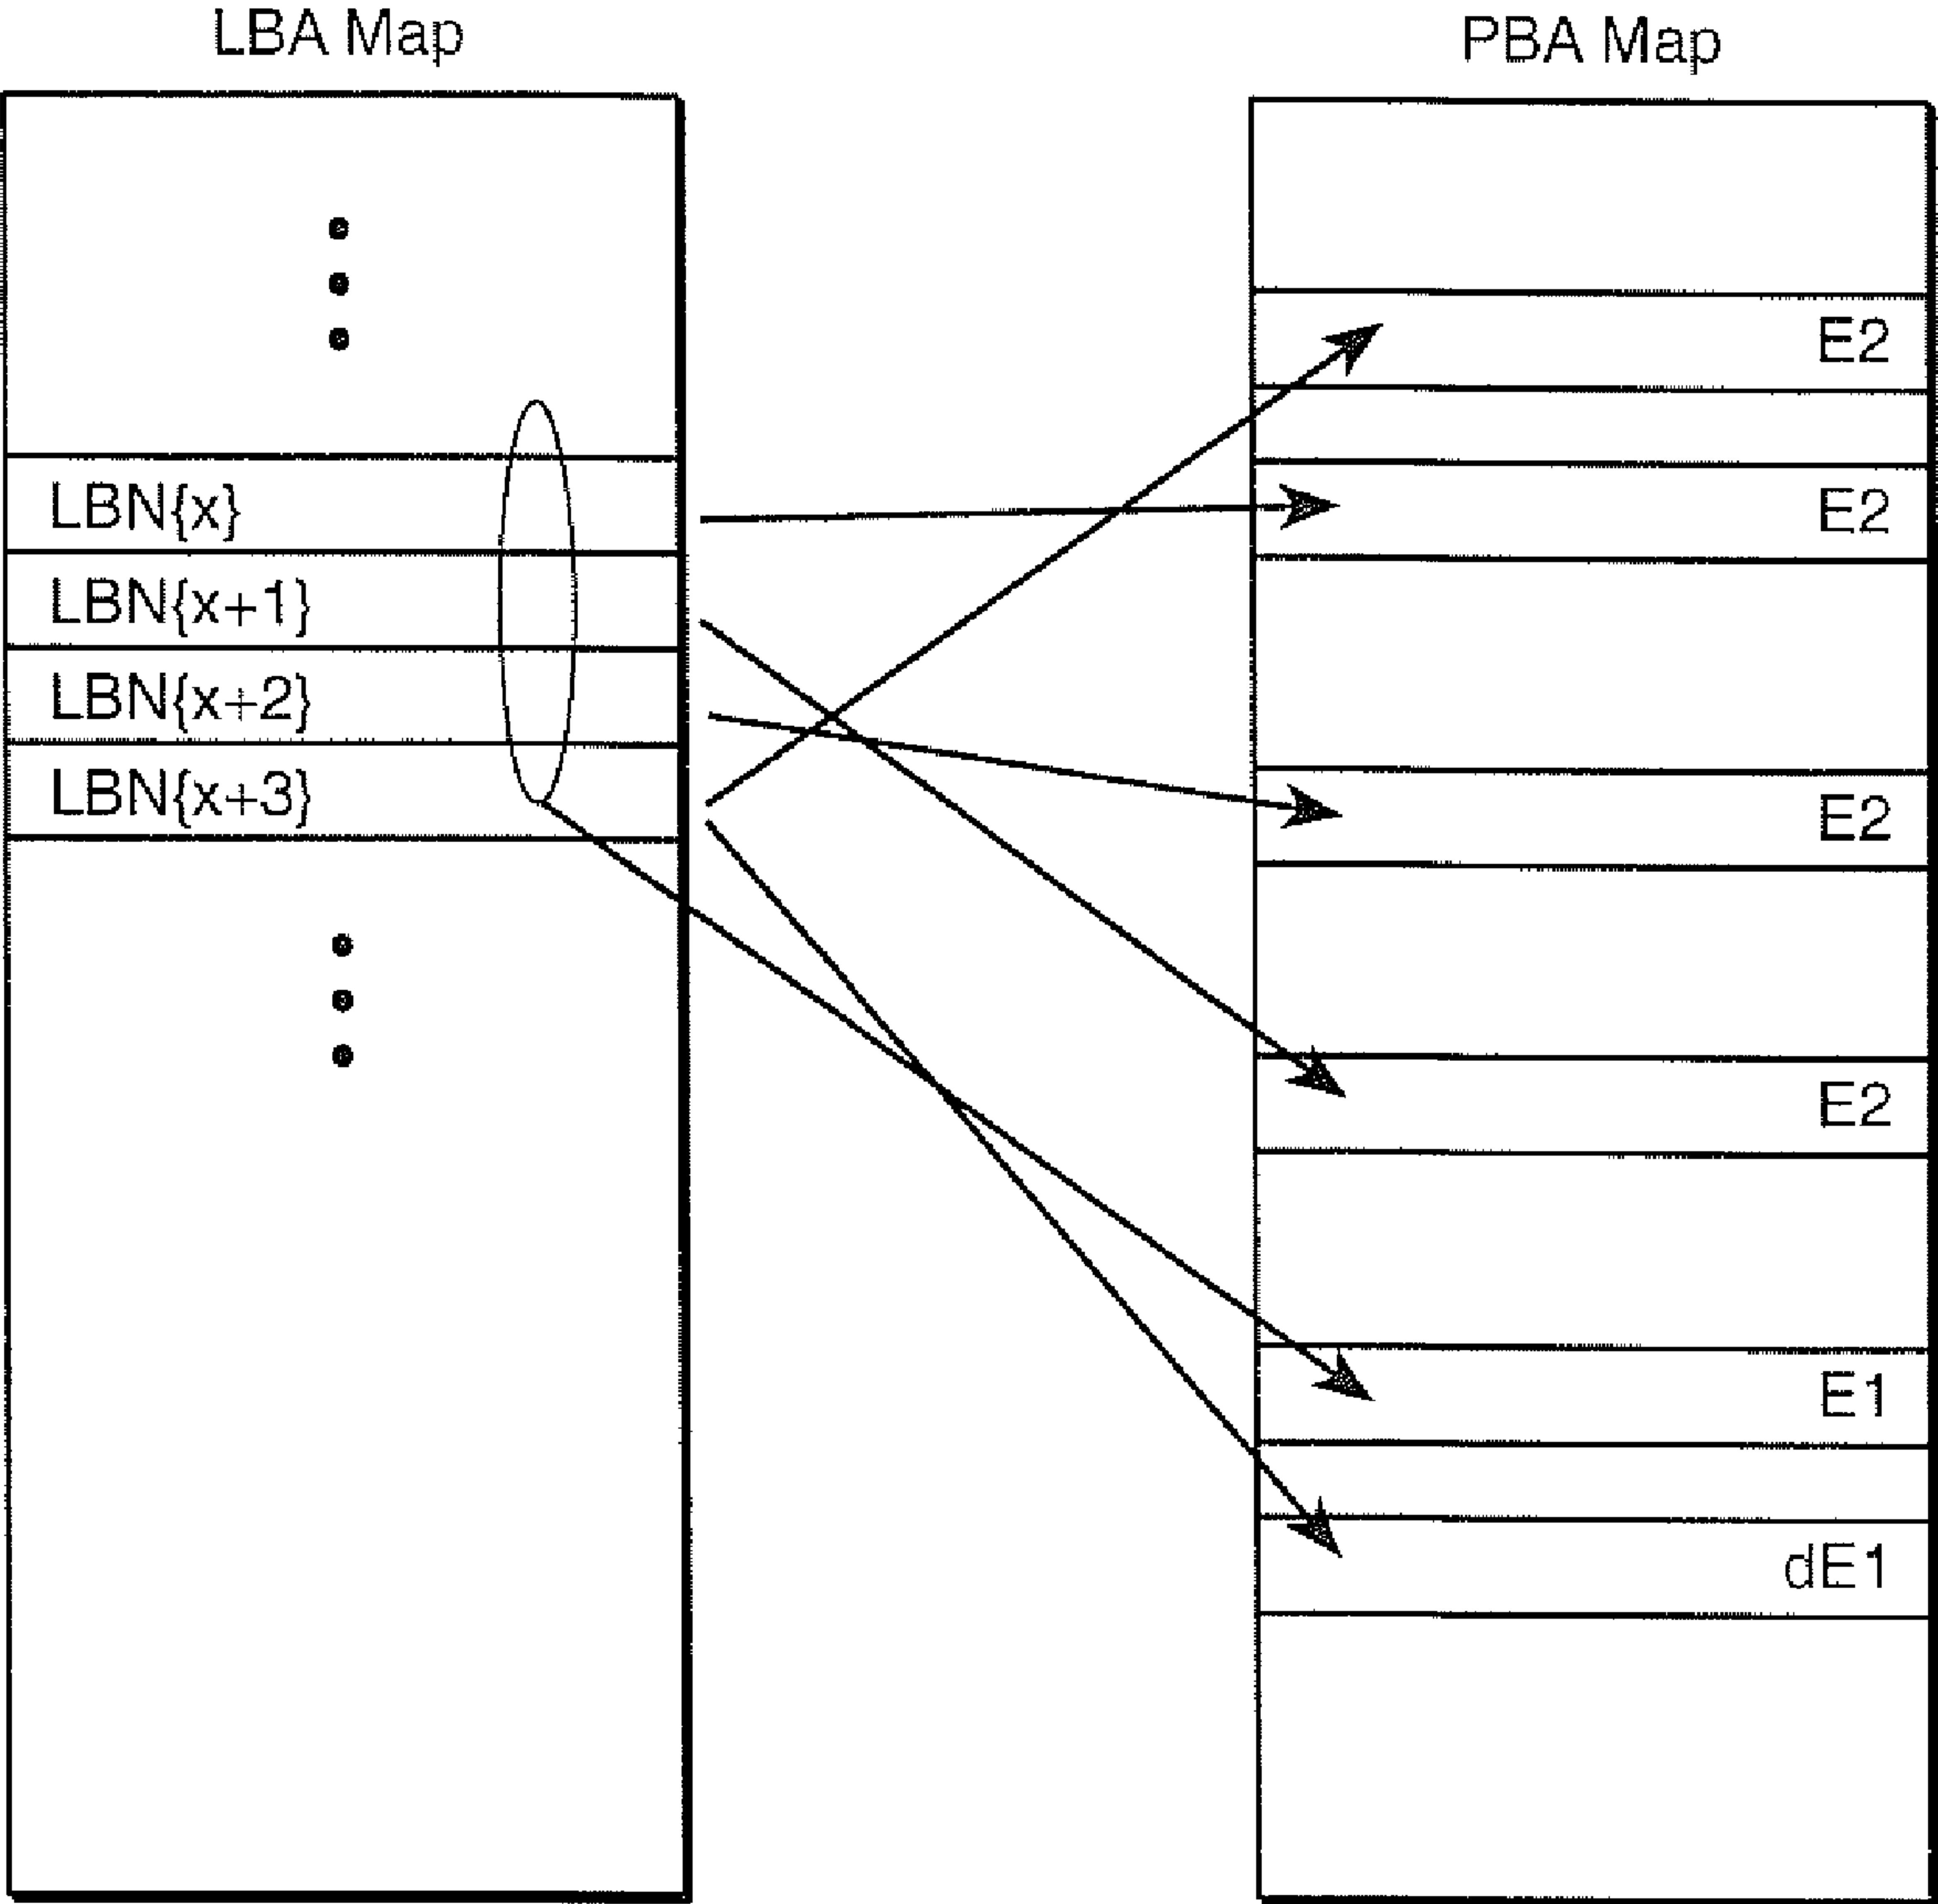 LBA Map
PBA Map
LBN{x}
LBN{x+1}
LBN{x+2}
LBN{x+3}
E2
E2
E2
E2
E1
dE1